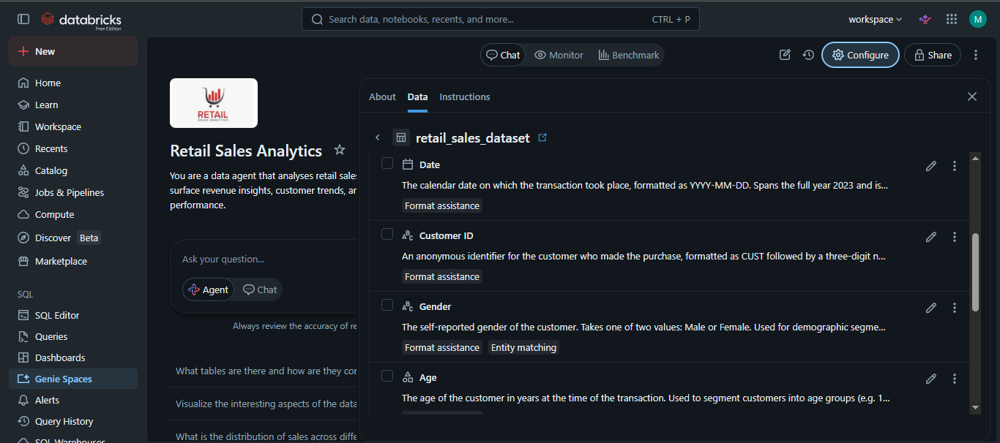 databricks
Free Edition
Search data, notebooks, recents, and more...
CTRL + P
workspace
M
New
Home
Learn
Workspace
Recents
Catalog
Jobs & Pipelines
Compute
Discover Beta
Marketplace
SQL
SQL Editor
Queries
Dashboards
Genie Spaces
Alerts
Query History
SQL Warehouses
Chat
Monitor
Benchmark
Configure
Share
RETAIL
SALES ANALYTICS
Retail Sales Analytics
You are a data agent that analyses retail sale
surface revenue insights, customer trends, ar
performance.
Ask your question...
Agent
Chat
Always review the accuracy of re
What tables are there and how are they cor
Visualize the interesting aspects of the data
What is the distribution of sales across diffe
About
Data
Instructions
retail_sales_dataset
Date
The calendar date on which the transaction took place, formatted as YYYY-MM-DD. Spans the full year 2023 and is...
Format assistance
ABC Customer ID
An anonymous identifier for the customer who made the purchase, formatted as CUST followed by a three-digit n...
Format assistance
ABC Gender
The self-reported gender of the customer. Takes one of two values: Male or Female. Used for demographic segme...
Format assistance
Entity matching
Age
The age of the customer in years at the time of the transaction. Used to segment customers into age groups (e.g. 1...